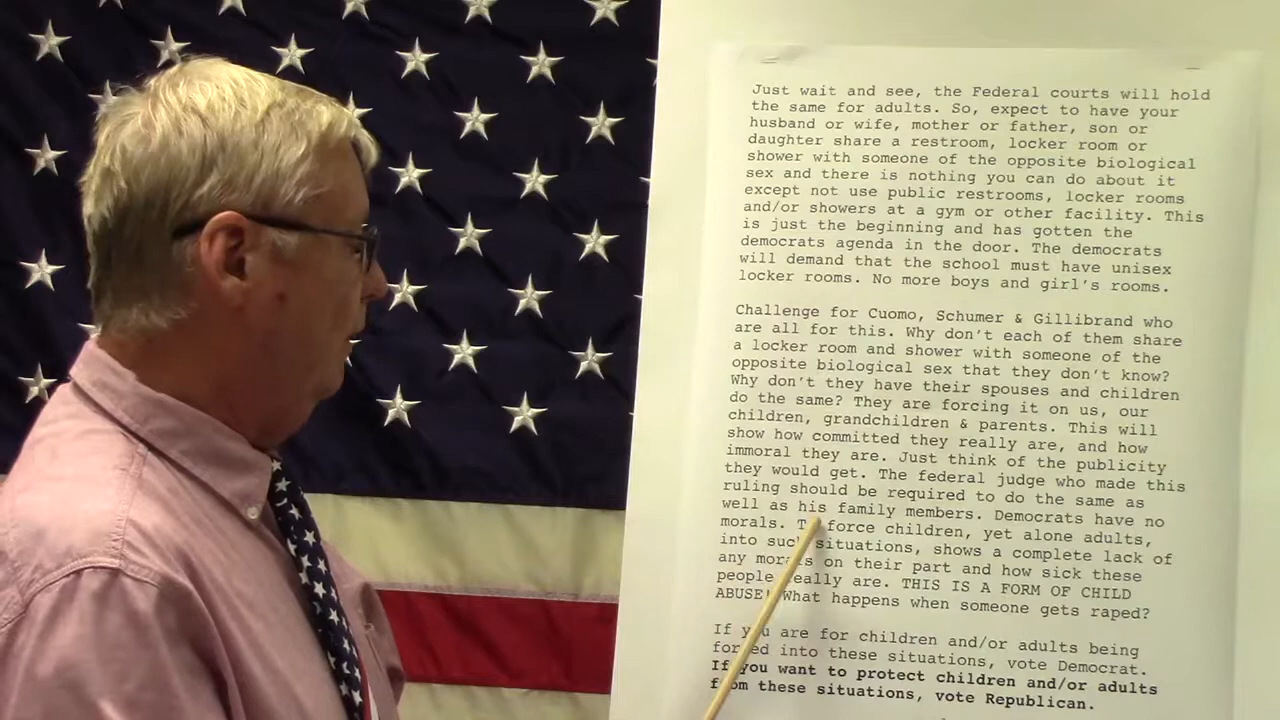 Just wait and see, the Federal courts will hold
the same for adults. So, expect to have your
husband or wife, mother or father, son or
daughter share a restroom, locker room or
shower with someone of the opposite biological
sex and there is nothing you can do about it
except not use public restrooms, locker rooms
and/or showers at a gym or other facility. This
is just the beginning and has gotten the
democrats agenda in the door. The democrats
will demand that the school must have unisex
locker rooms. No more boys and girl's rooms.
Challenge for Cuomo, Schumer & Gillibrand who
are all for this. Why don't each of them share
a locker room and shower with someone of the
opposite biological sex that they don't know?
Why don't they have their spouses and children
do the same? They are forcing it on us, our
children, grandchildren & parents. This will
show how committed they really are, and how
immoral they are. Just think of the publicity
they would get. The federal judge who made this
ruling should be required to do the same as
well as his family members. Democrats have no
morals. To force children, yet alone adults,
into such situations, shows a complete lack of
any morals on their part and how sick these
people really are. THIS IS A FORM OF CHILD
ABUSE! What happens when someone gets raped?
If you are for children and/or adults being
forced into these situations, vote Democrat.
If you want to protect children and/or adults
from these situations, vote Republican.